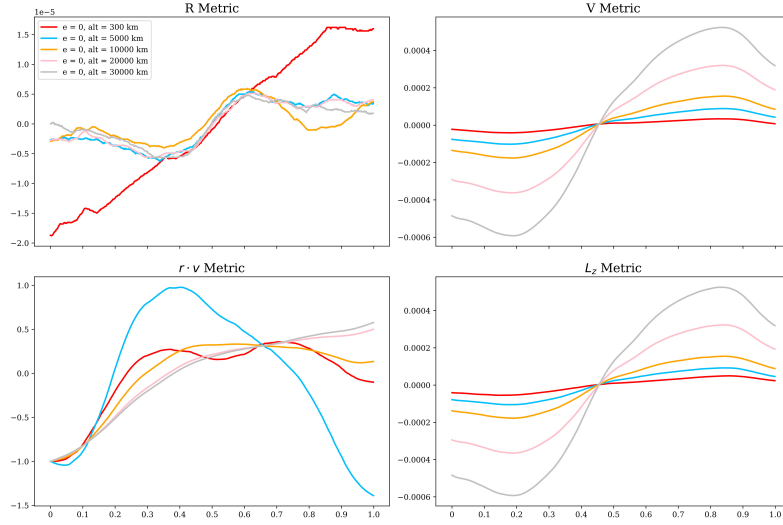 R Metric
1e−5
1.5
1.0
0.5
0.0
−0.5
−1.0
−1.5
−2.0
e = 0, alt = 300 km
e = 0, alt = 5000 km
e = 0, alt = 10000 km
e = 0, alt = 20000 km
e = 0, alt = 30000 km
V Metric
0.0004
0.0002
0.0000
−0.0002
−0.0004
−0.0006
r · v Metric
1.0
0.5
0.0
−0.5
−1.0
−1.5
0.0 0.1 0.2 0.3 0.4 0.5 0.6 0.7 0.8 0.9 1.0
L_z Metric
0.0004
0.0002
0.0000
−0.0002
−0.0004
−0.0006
0.0 0.1 0.2 0.3 0.4 0.5 0.6 0.7 0.8 0.9 1.0